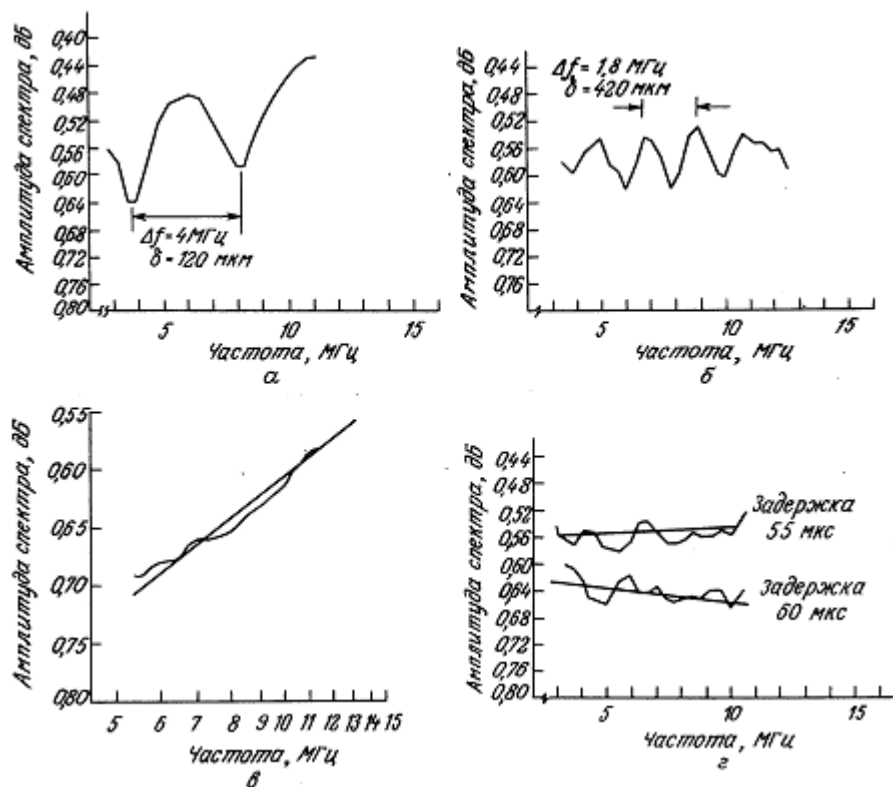 Амплитуда спектра, дб
0,40
0,44
0,48
0,52
0,56
0,60
0,64
0,68
0,72
0,76
0,80
Δf = 4 МГц
δ = 120 мкм
5
10
15
Частота, МГц
а
Амплитуда спектра, дб
0,44
0,48
0,52
0,56
0,60
0,64
0,68
0,72
0,76
Δf = 1,8 МГц
δ = 420 мкм
5
10
15
Частота, МГц
б
Амплитуда спектра, дб
0,55
0,60
0,65
0,70
0,75
0,80
5 6 7 8 9 10 11 12 13 14 15
Частота, МГц
в
Амплитуда спектра, дб
0,44
0,48
0,52
0,56
0,60
0,64
0,68
0,72
0,76
0,80
Задержка
55 мкс
Задержка
60 мкс
5
10
15
Частота, МГц
г